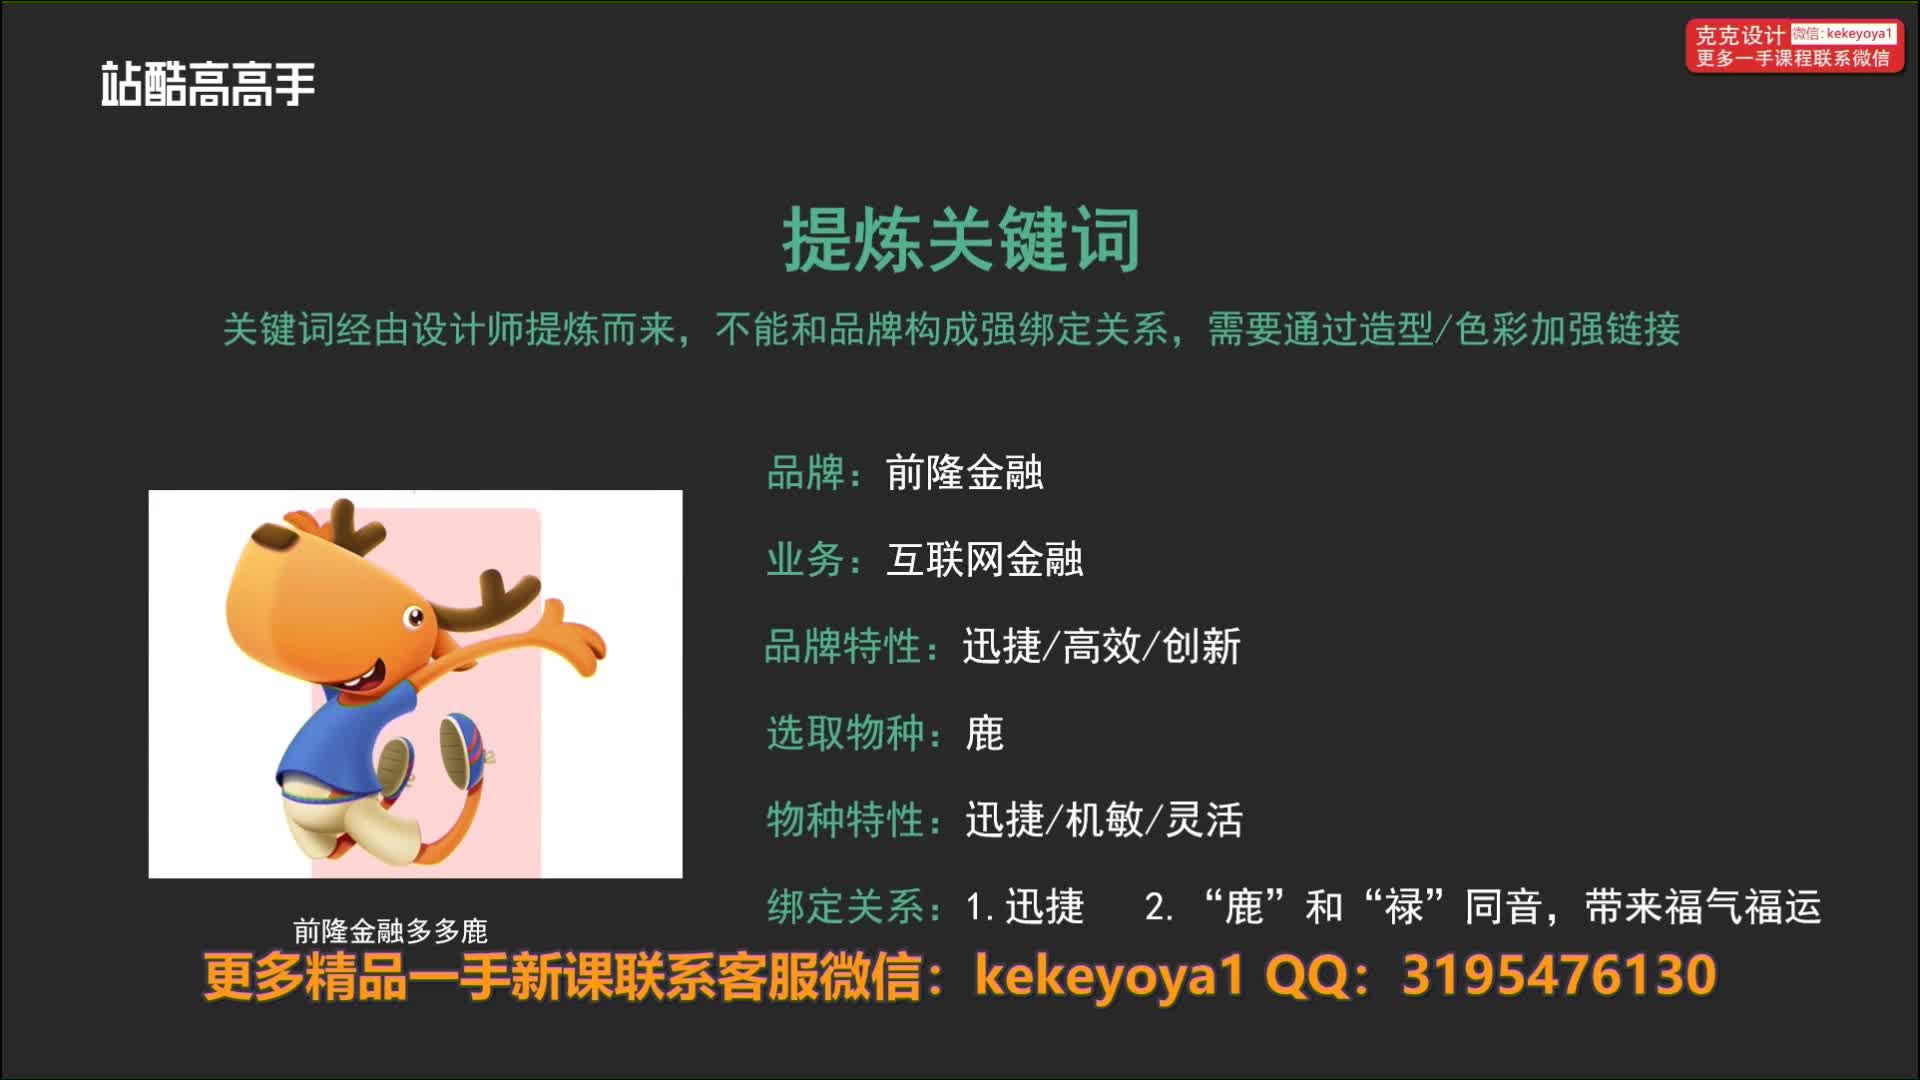 站酷高高手
克克设计 微信:kekeyoya1
更多一手课程联系微信
提炼关键词
关键词经由设计师提炼而来，不能和品牌构成强绑定关系，需要通过造型/色彩加强链接
品牌：前隆金融
业务：互联网金融
品牌特性：迅捷/高效/创新
选取物种：鹿
物种特性：迅捷/机敏/灵活
绑定关系：1.迅捷 2.“鹿”和“禄”同音，带来福气福运
前隆金融多多鹿
更多精品一手新课联系客服微信：kekeyoya1 QQ：3195476130